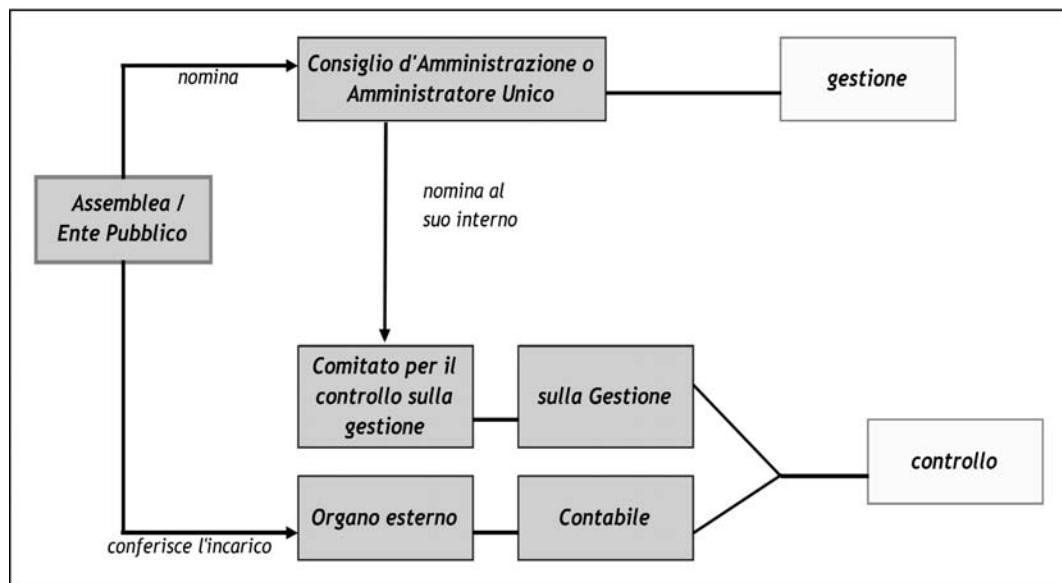 nomina
Consiglio d'Amministrazione o
Amministratore Unico
gestione
Assemblea /
Ente Pubblico
nomina al
suo interno
Comitato per il
controllo sulla
gestione
sulla Gestione
controllo
Organo esterno
Contabile
conferisce l'incarico